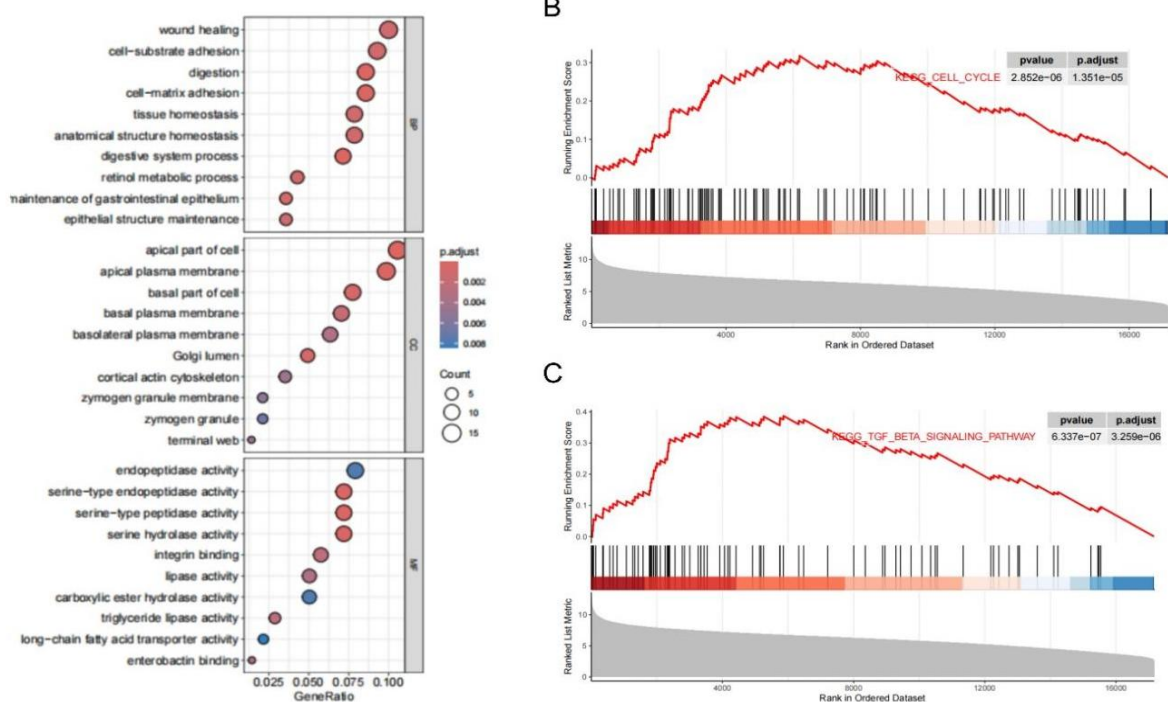 wound healing
cell−substrate adhesion
digestion
cell−matrix adhesion
tissue homeostasis
anatomical structure homeostasis
digestive system process
retinol metabolic process
maintenance of gastrointestinal epithelium
epithelial structure maintenance
BP
apical part of cell
apical plasma membrane
basal part of cell
basal plasma membrane
basolateral plasma membrane
Golgi lumen
cortical actin cytoskeleton
zymogen granule membrane
zymogen granule
terminal web
CC
endopeptidase activity
serine−type endopeptidase activity
serine−type peptidase activity
serine hydrolase activity
integrin binding
lipase activity
carboxylic ester hydrolase activity
triglyceride lipase activity
long−chain fatty acid transporter activity
enterobactin binding
MF
0.025 0.050 0.075 0.100
GeneRatio
p.adjust
0.002
0.004
0.006
0.008
Count
5
10
15
B
Running Enrichment Score
0.3
0.2
0.1
0.0
KEGG_CELL_CYCLE
pvalue p.adjust
2.852e−06 1.351e−05
Ranked List Metric
10
5
0
4000 8000 12000 16000
Rank in Ordered Dataset
C
Running Enrichment Score
0.4
0.3
0.2
0.1
0.0
KEGG_TGF_BETA_SIGNALING_PATHWAY
pvalue p.adjust
6.337e−07 3.259e−06
Ranked List Metric
10
5
0
4000 8000 12000 16000
Rank in Ordered Dataset